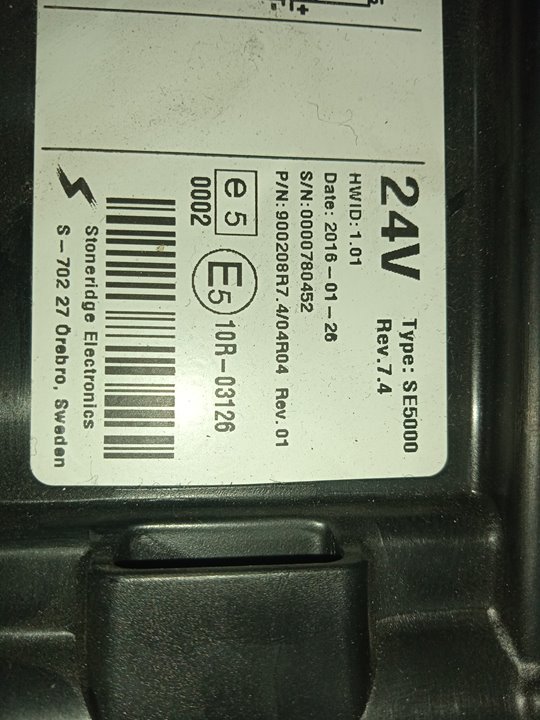 24V
Type: SE5000
Rev.7.4
HWID: 1.01
Date: 2016-01-26
S/N:0000780452
P/N:900208R7.4/04R04 Rev. 01
e 5
0002
E5
10R-03126
Stoneridge Electronics
S-702 27 Örebro, Sweden